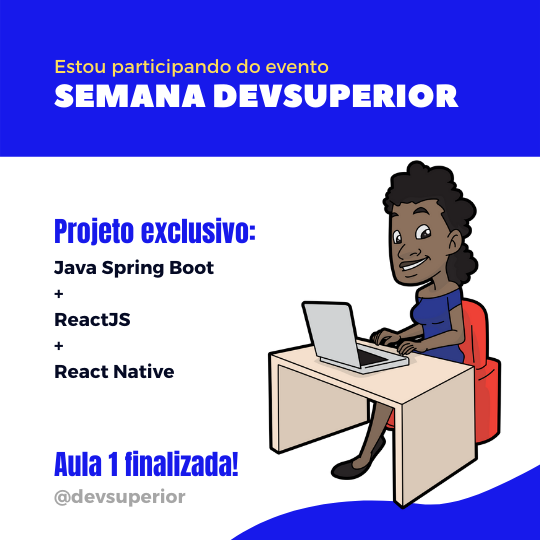 Estou participando do evento
SEMANA DEVSUPERIOR
Projeto exclusivo:
Java Spring Boot
+
ReactJS
+
React Native
Aula 1 finalizada!
@devsuperior